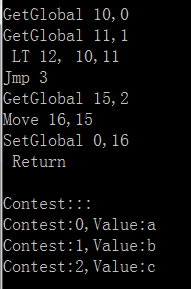 GetGlobal 10,0
GetGlobal 11,1
 LT 12, 10,11
Jmp 3
GetGlobal 15,2
Move 16,15
SetGlobal 0,16
 Return

Contest:::
Contest:0,Value:a
Contest:1,Value:b
Contest:2,Value:c